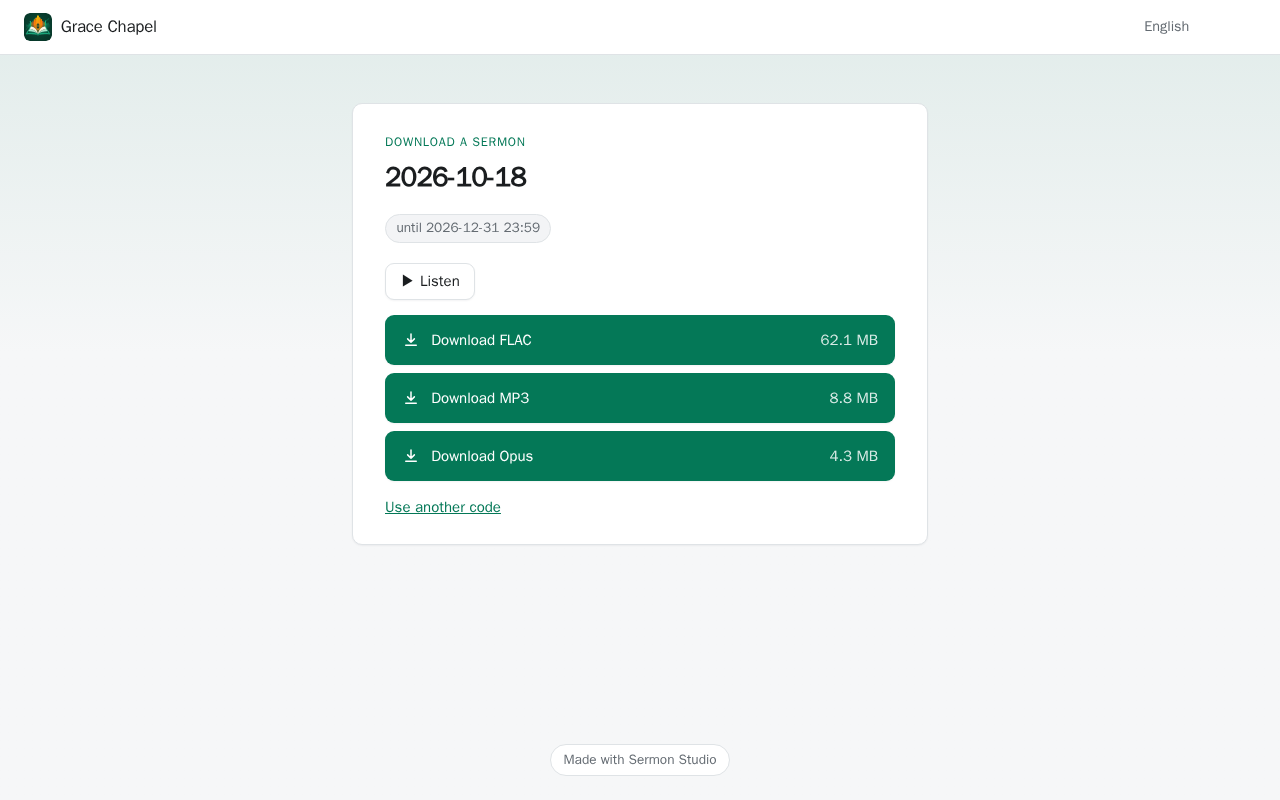 Grace Chapel
English
DOWNLOAD A SERMON
2026-10-18
until 2026-12-31 23:59
Listen
Download FLAC 62.1 MB
Download MP3 8.8 MB
Download Opus 4.3 MB
Use another code
Made with Sermon Studio